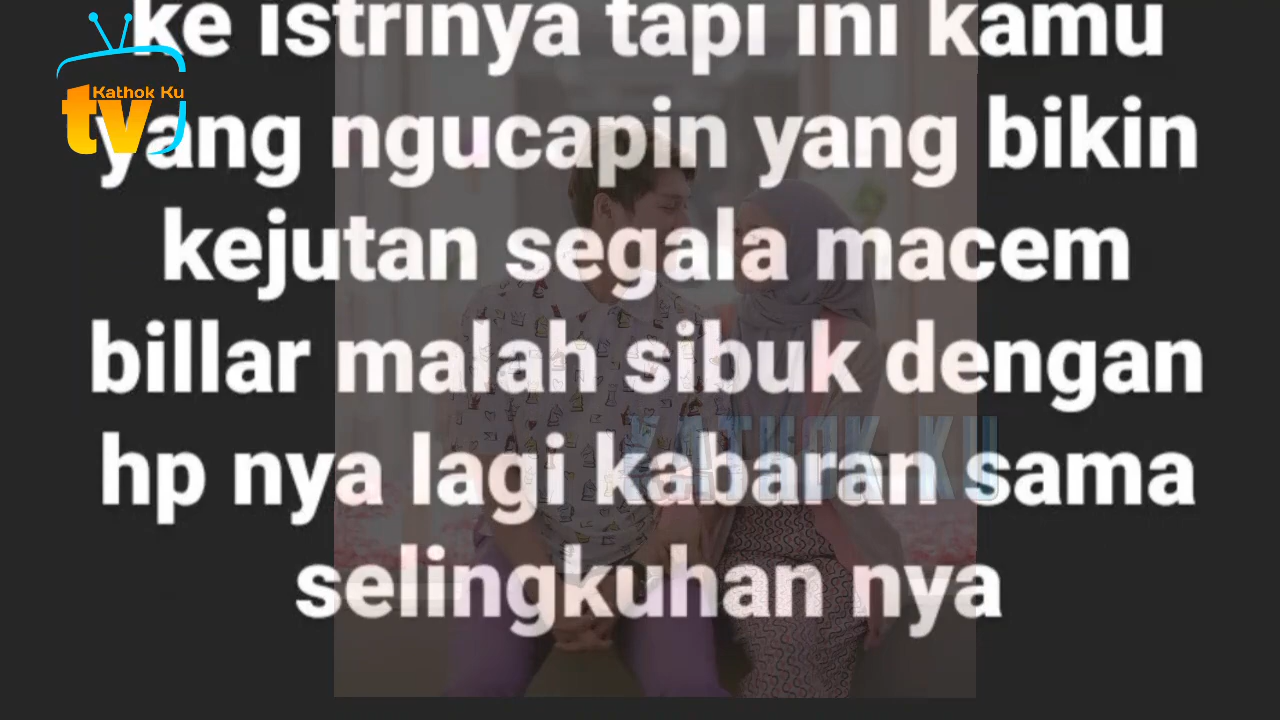 ke istrinya tapi ini kamu
Kathok Ku
tv
yang ngucapin yang bikin
kejutan segala macem
billar malah sibuk dengan
KATHOK KU
hp nya lagi kabaran sama
selingkuhan nya